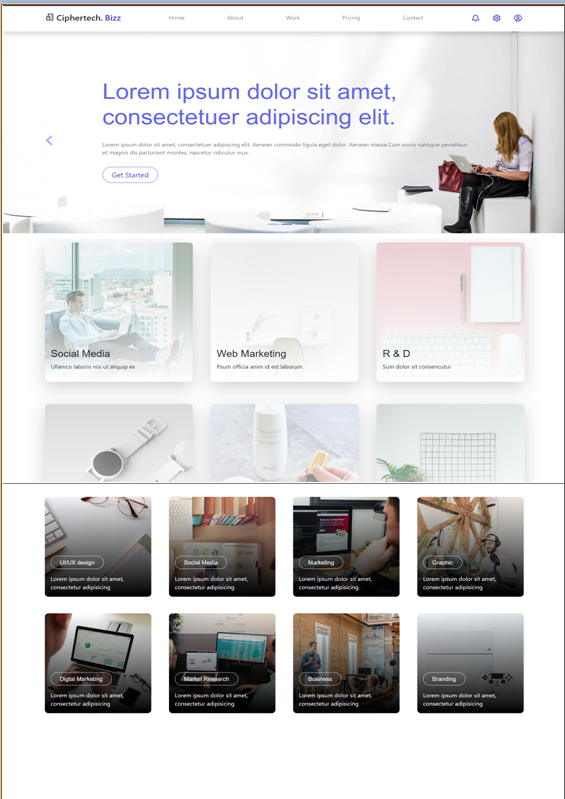 Ciphertech. Bizz
Home
About
Work
Pricing
Contact
Lorem ipsum dolor sit amet,
consectetuer adipiscing elit.
Lorem ipsum dolor sit amet, consectetuer adipiscing elit. Aenean commodo ligula eget dolor. Aenean massa.Cum sociis natoque penatibus
et magnis dis parturient montes, nascetur ridiculus mus.
Get Started
Social Media
Ullamco laboris nisi ut aliquip ex
Web Marketing
Psum officia anim id est laborum.
R & D
Sum dolor sit consencutur
UI/UX design
Lorem ipsum dolor sit amet,
consectetur adipisicing
Social Media
Lorem ipsum dolor sit amet,
consectetur adipisicing
Marketing
Lorem ipsum dolor sit amet,
consectetur adipisicing
Graphic
Lorem ipsum dolor sit amet,
consectetur adipisicing
Digtal Marketing
Lorem ipsum dolor sit amet,
consectetur adipisicing
Market Research
Lorem ipsum dolor sit amet,
consectetur adipisicing
Business
Lorem ipsum dolor sit amet,
consectetur adipisicing
Branding
Lorem ipsum dolor sit amet,
consectetur adipisicing